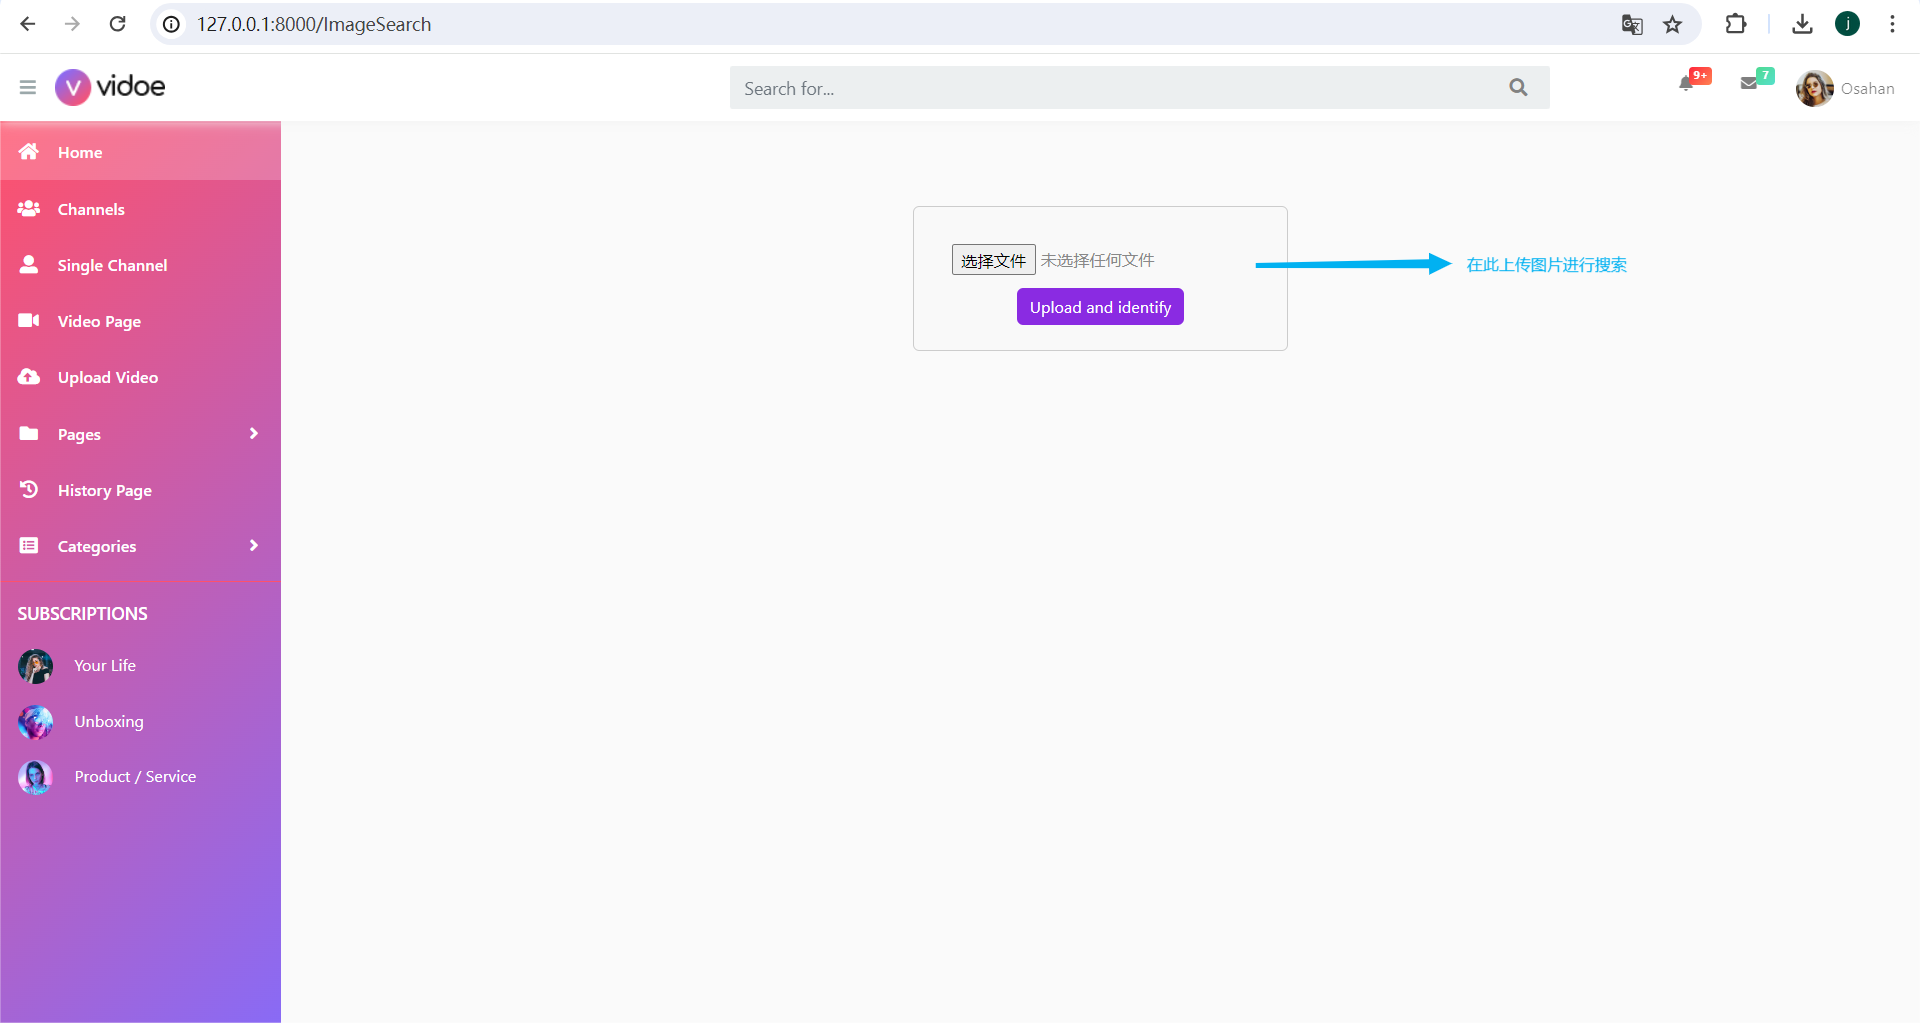 127.0.0.1:8000/ImageSearch
j
V vidoe
Search for...
9+
7
Osahan
Home
Channels
Single Channel
Video Page
Upload Video
Pages
History Page
Categories
SUBSCRIPTIONS
Your Life
Unboxing
Product / Service
选择文件 未选择任何文件
Upload and identify
在此上传图片进行搜索